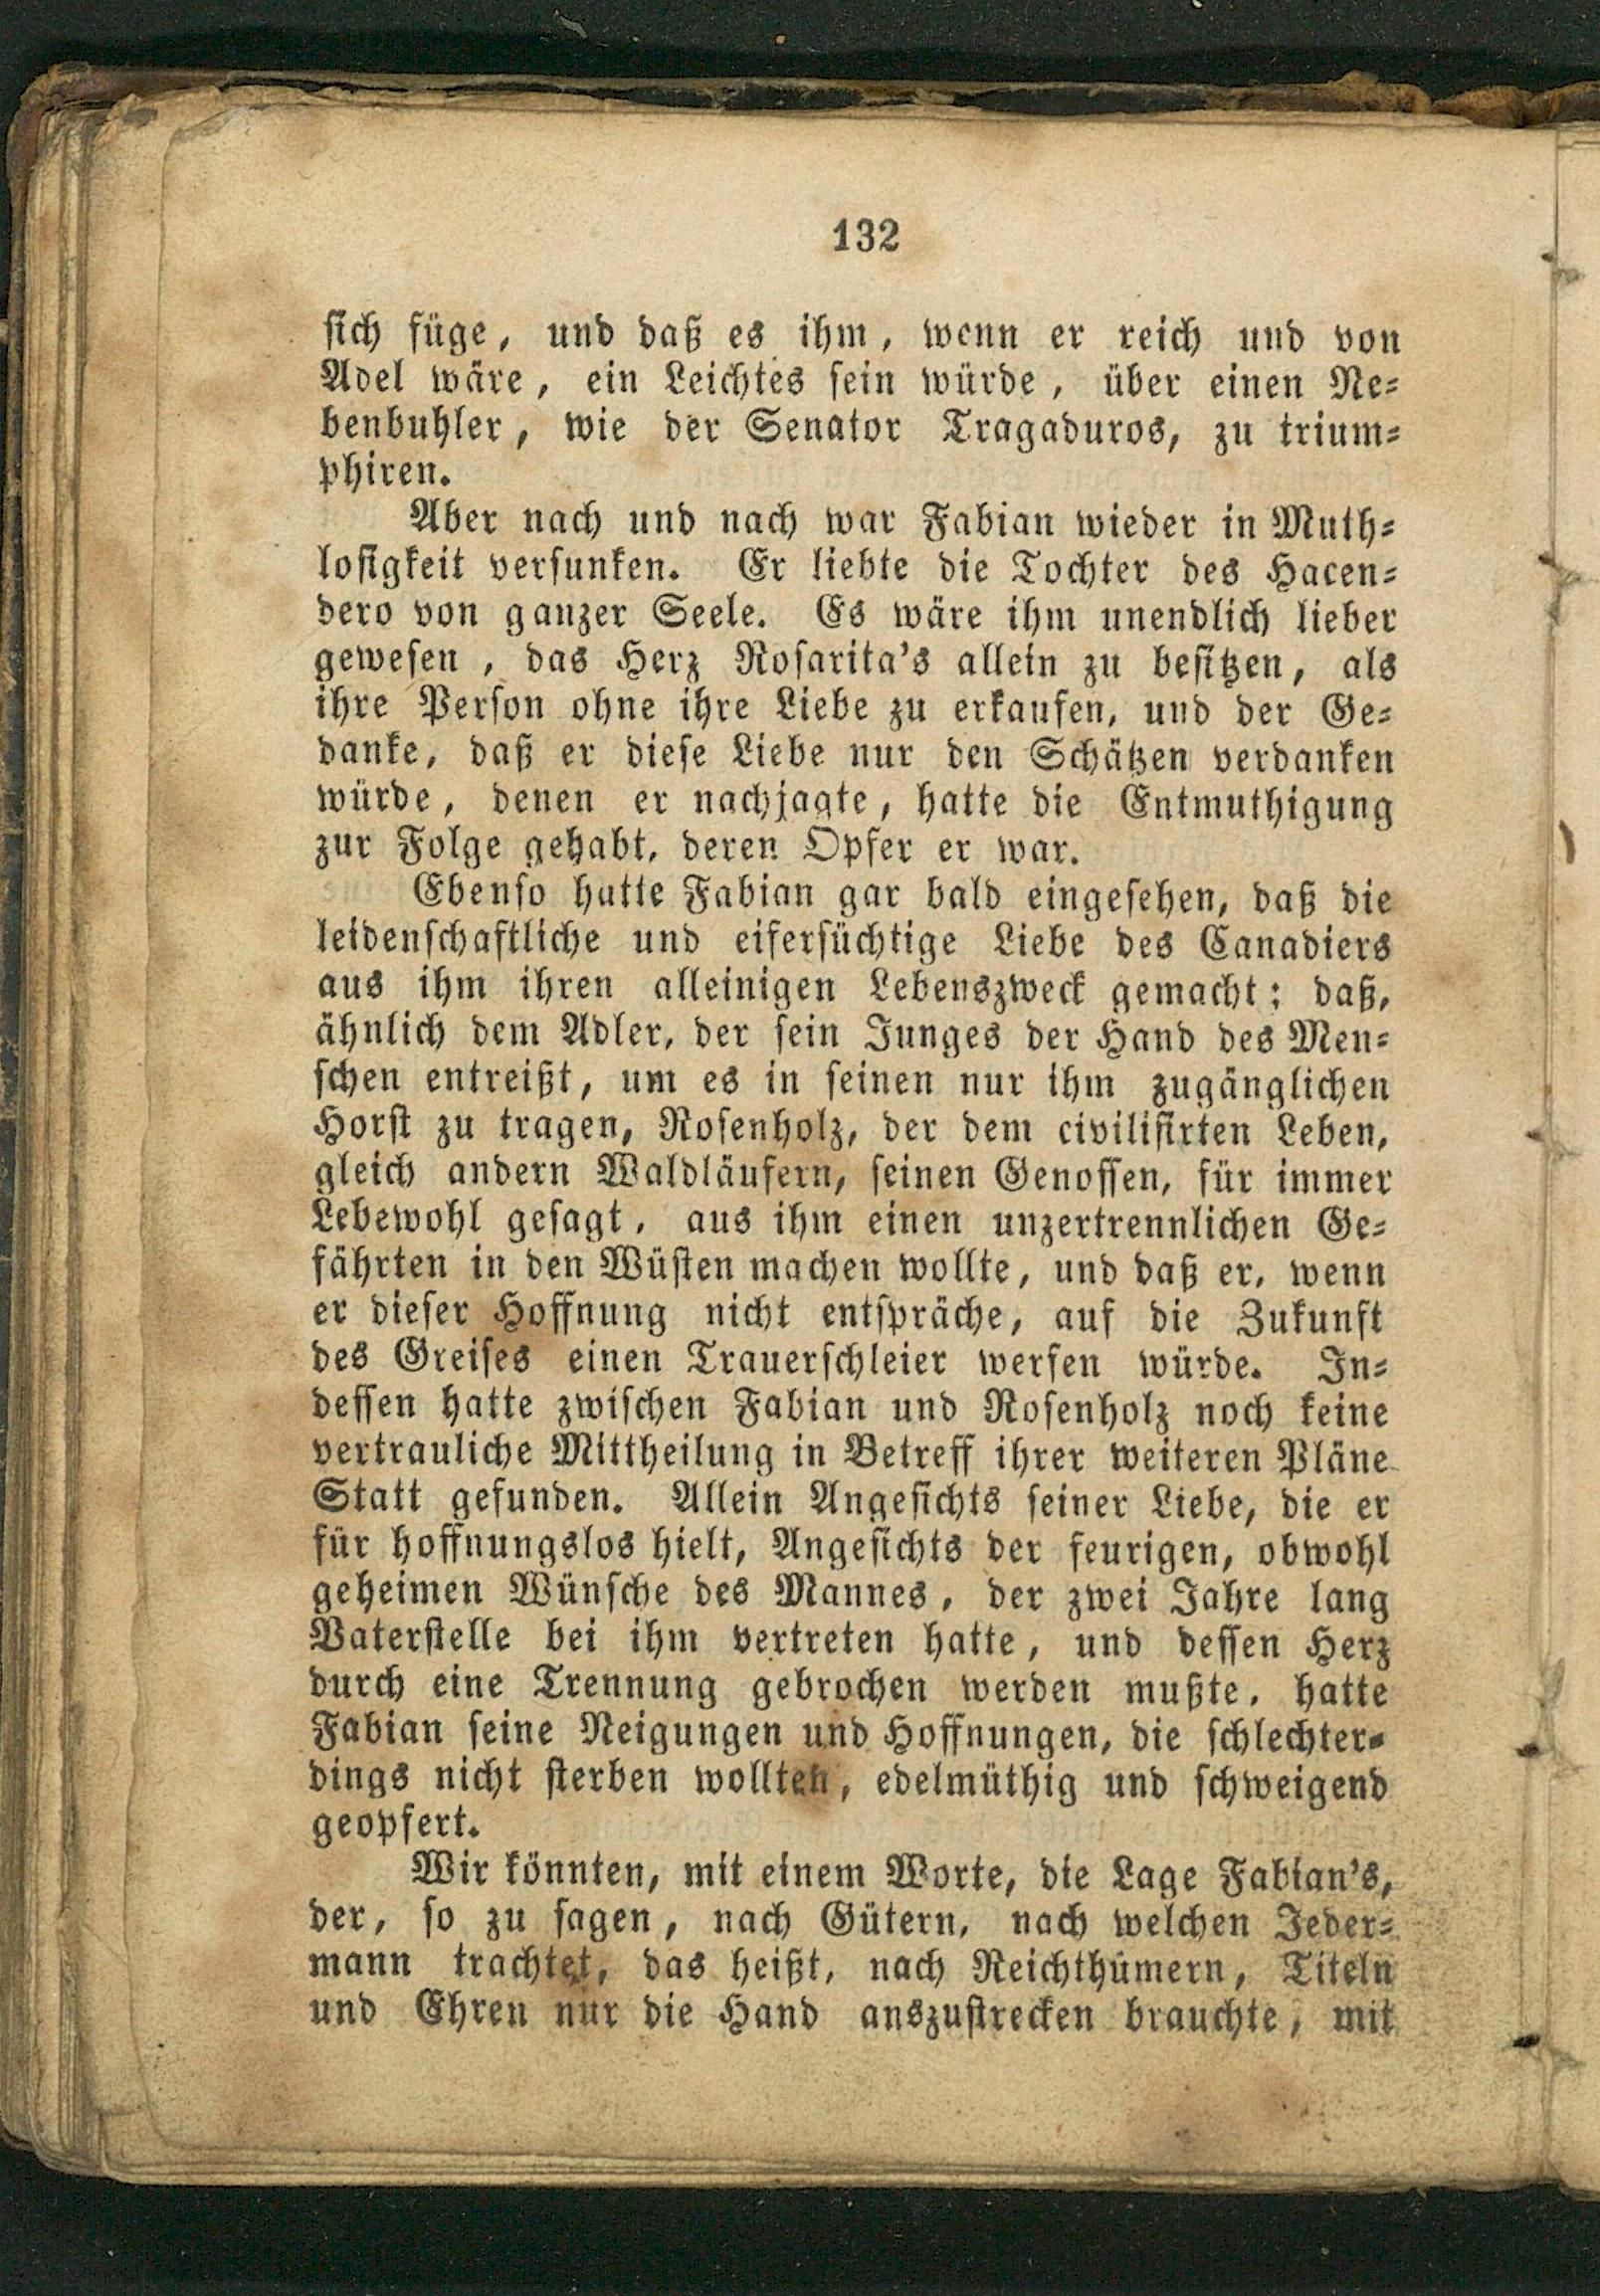 132
sich füge, und daß es ihm, wenn er reich und von
Adel wäre, ein Leichtes sein würde, über einen Ne-
benbuhler, wie der Senator Tragaduros, zu trium-
phiren.
Aber nach und nach war Fabian wieder in Muth-
losigkeit versunken. Er liebte die Tochter des Hacen-
dero von ganzer Seele. Es wäre ihm unendlich lieber
gewesen, das Herz Rosarita's allein zu besitzen, als
ihre Person ohne ihre Liebe zu erkaufen, und der Ge-
danke, daß er diese Liebe nur den Schätzen verdanken
würde, denen er nachjagte, hatte die Entmuthigung
zur Folge gehabt, deren Opfer er war.
Ebenso hatte Fabian gar bald eingesehen, daß die
leidenschaftliche und eifersüchtige Liebe des Canadiers
aus ihm ihren alleinigen Lebenszweck gemacht; daß,
ähnlich dem Adler, der sein Junges der Hand des Men-
schen entreißt, um es in seinen nur ihm zugänglichen
Horst zu tragen, Rosenholz, der dem civilisirten Leben,
gleich andern Waldläufern, seinen Genossen, für immer
Lebewohl gesagt, aus ihm einen unzertrennlichen Ge-
fährten in den Wüsten machen wollte, und daß er, wenn
er dieser Hoffnung nicht entspräche, auf die Zukunft
des Greises einen Trauerschleier werfen würde. In-
dessen hatte zwischen Fabian und Rosenholz noch keine
vertrauliche Mittheilung in Betreff ihrer weiteren Pläne
Statt gefunden. Allein Angesichts seiner Liebe, die er
für hoffnungslos hielt, Angesichts der feurigen, obwohl
geheimen Wünsche des Mannes, der zwei Jahre lang
Vaterstelle bei ihm vertreten hatte, und dessen Herz
durch eine Trennung gebrochen werden mußte, hatte
Fabian seine Neigungen und Hoffnungen, die schlechter-
dings nicht sterben wollten, edelmüthig und schweigend
geopfert.
Wir könnten, mit einem Worte, die Lage Fabian's,
der, so zu sagen, nach Gütern, nach welchen Jeder-
mann trachtet, das heißt, nach Reichthümern, Titeln
und Ehren nur die Hand anszustrecken brauchte, mit